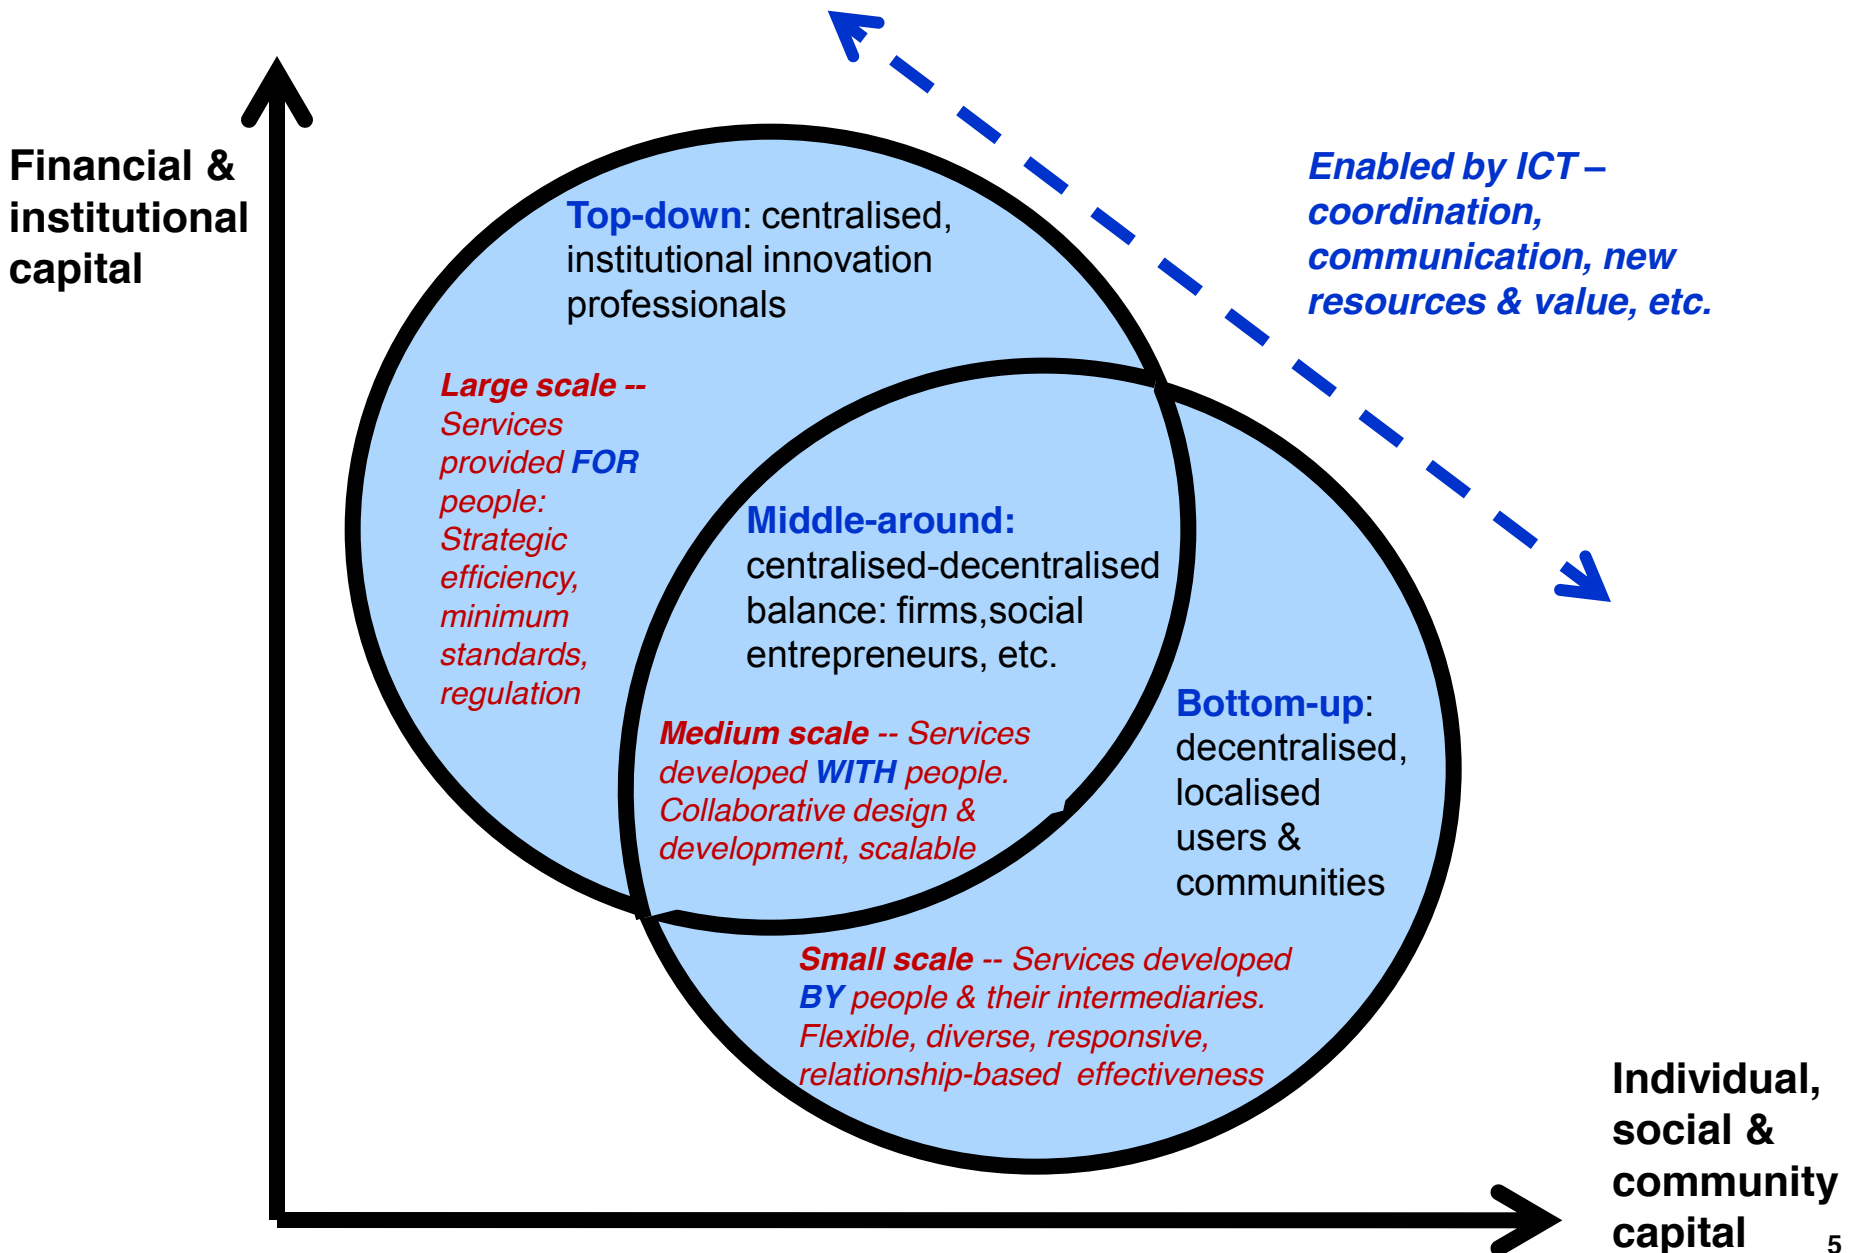 Financial &
institutional
capital
Top-down: centralised,
institutional innovation
professionals
Enabled by ICT –
coordination,
communication, new
resources & value, etc.
Large scale --
Services
provided FOR
people:
Strategic
efficiency,
minimum
standards,
regulation
Middle-around:
centralised-decentralised
balance: firms,social
entrepreneurs, etc.
Medium scale -- Services
developed WITH people.
Collaborative design &
development, scalable
Bottom-up:
decentralised,
localised
users &
communities
Small scale -- Services developed
BY people & their intermediaries.
Flexible, diverse, responsive,
relationship-based effectiveness
Individual,
social &
community
capital
5